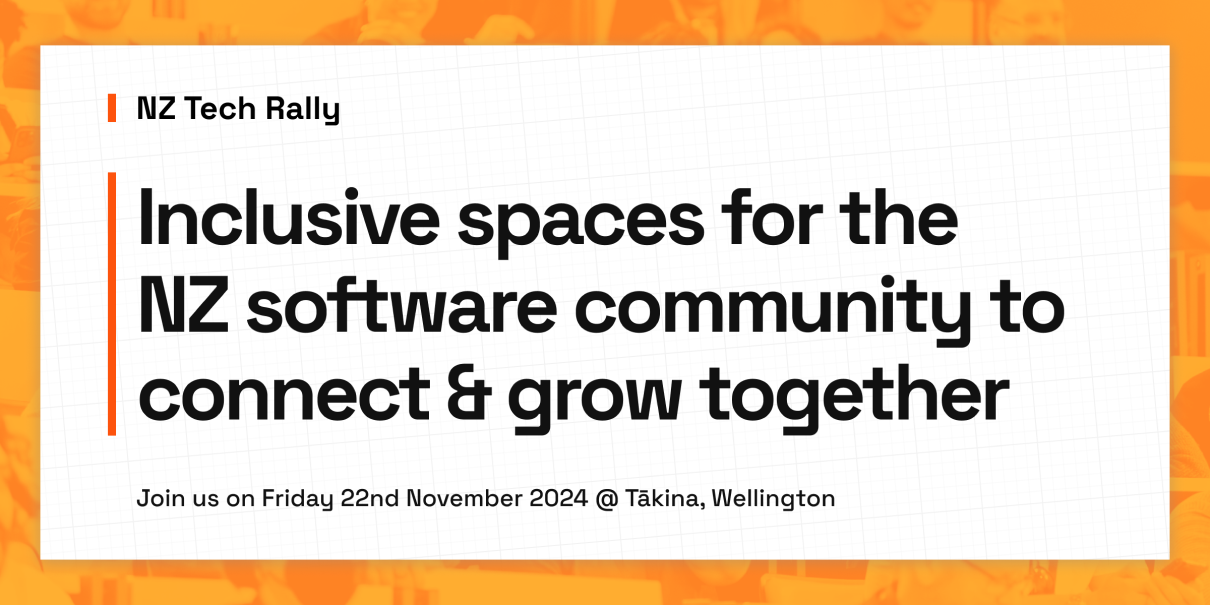 NZ Tech Rally
Inclusive spaces for the
NZ software community to
connect & grow together
Join us on Friday 22nd November 2024 @ Tākina, Wellington